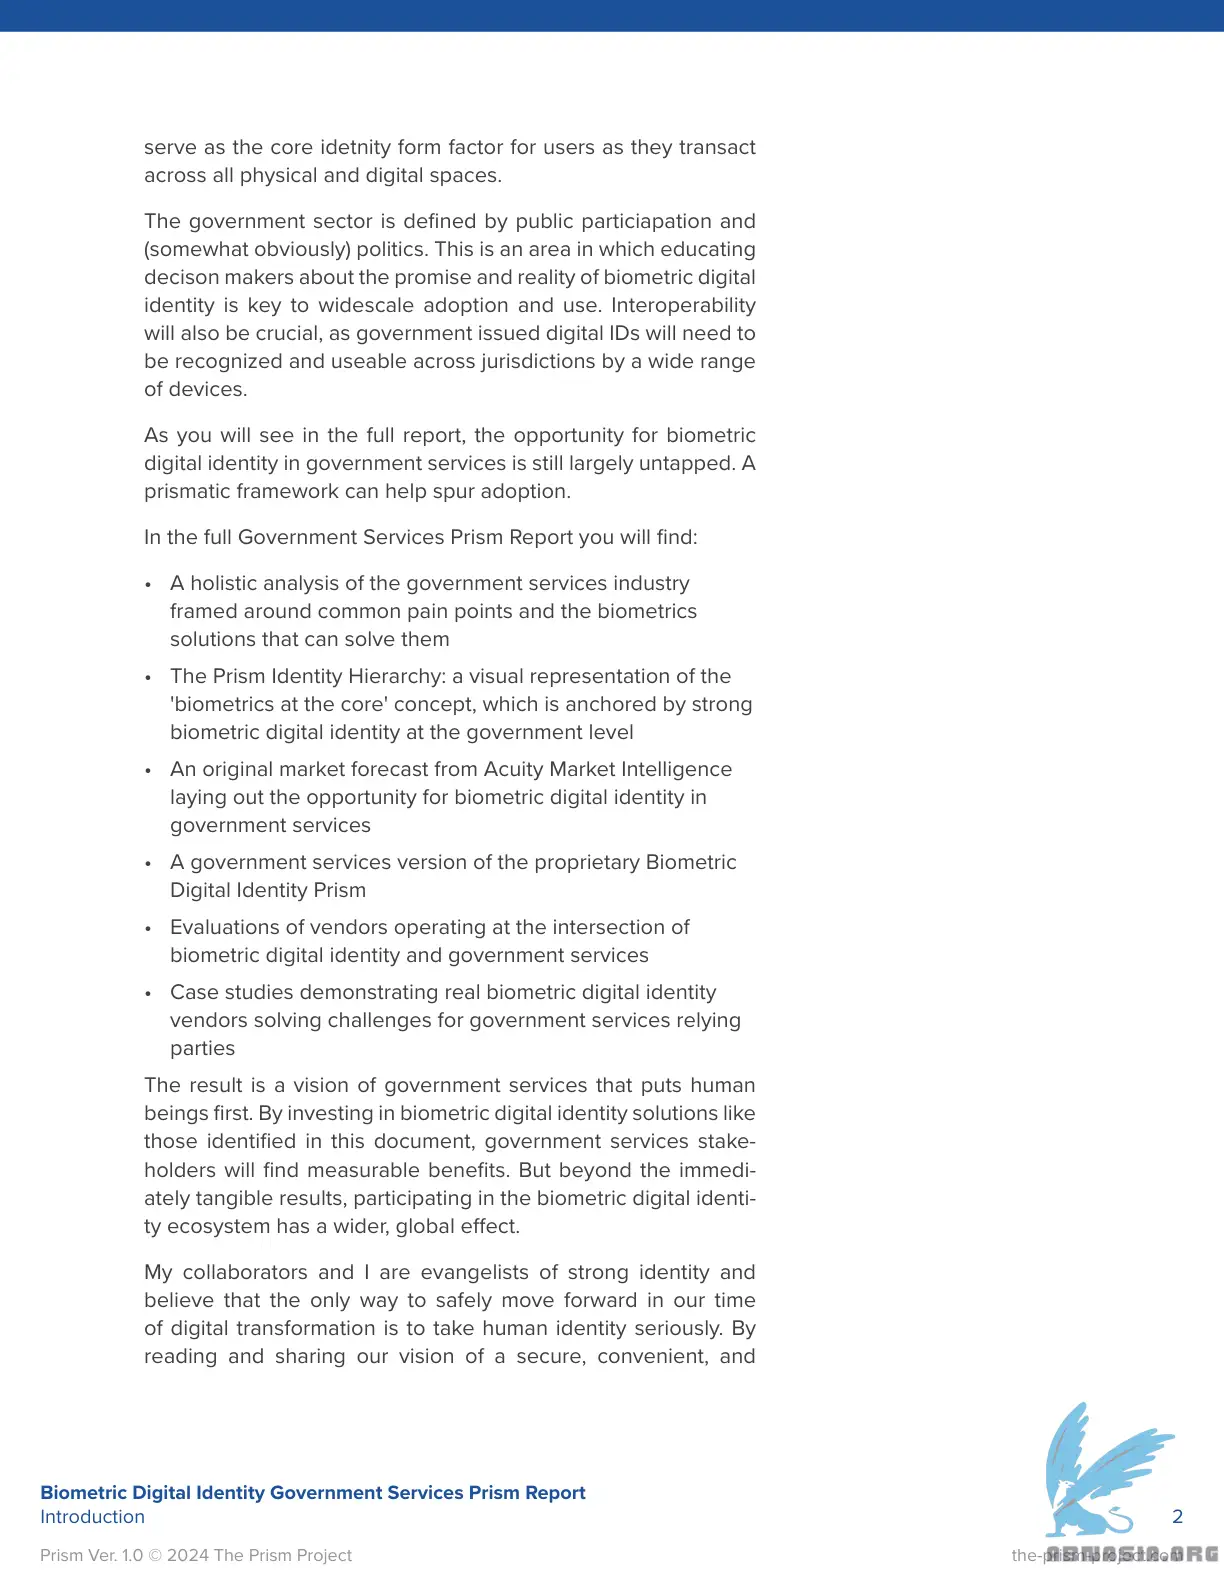 serve as the core idetnity form factor for users as they transact
across all physical and digital spaces.
The government sector is defined by public particiapation and
(somewhat obviously) politics. This is an area in which educating
decison makers about the promise and reality of biometric digital
identity is key to widescale adoption and use. Interoperability
will also be crucial, as government issued digital IDs will need to
be recognized and useable across jurisdictions by a wide range
of devices.
As you will see in the full report, the opportunity for biometric
digital identity in government services is still largely untapped. A
prismatic framework can help spur adoption.
In the full Government Services Prism Report you will find:
• A holistic analysis of the government services industry
framed around common pain points and the biometrics
solutions that can solve them
• The Prism Identity Hierarchy: a visual representation of the
'biometrics at the core' concept, which is anchored by strong
biometric digital identity at the government level
• An original market forecast from Acuity Market Intelligence
laying out the opportunity for biometric digital identity in
government services
• A government services version of the proprietary Biometric
Digital Identity Prism
• Evaluations of vendors operating at the intersection of
biometric digital identity and government services
• Case studies demonstrating real biometric digital identity
vendors solving challenges for government services relying
parties
The result is a vision of government services that puts human
beings first. By investing in biometric digital identity solutions like
those identified in this document, government services stake-
holders will find measurable benefits. But beyond the immedi-
ately tangible results, participating in the biometric digital identi-
ty ecosystem has a wider, global effect.
My collaborators and I are evangelists of strong identity and
believe that the only way to safely move forward in our time
of digital transformation is to take human identity seriously. By
reading and sharing our vision of a secure, convenient, and
Biometric Digital Identity Government Services Prism Report
Introduction
2
Prism Ver. 1.0 © 2024 The Prism Project
the-prism-project.com